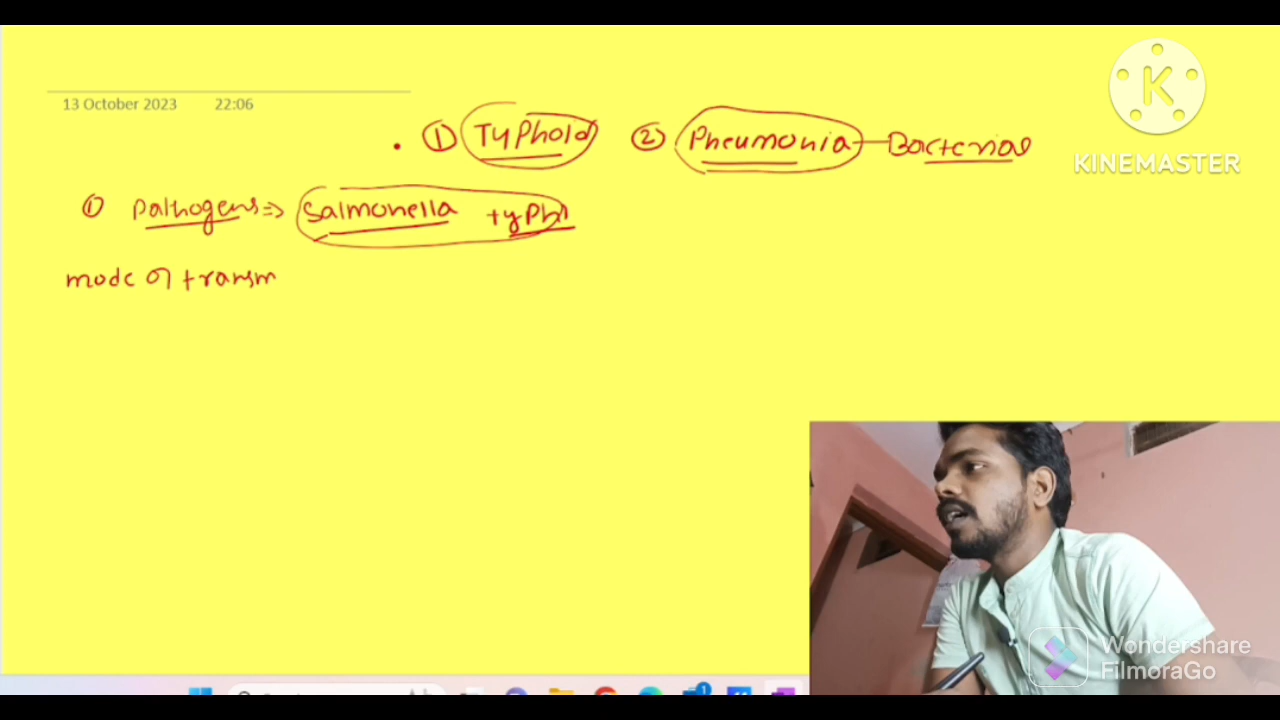 13 October 2023 22:06
① Typhoid ② Pneumonia — Bacterial
① Pathogens => Salmonella typhi
mode of transm
KINEMASTER
Wondershare
FilmoraGo